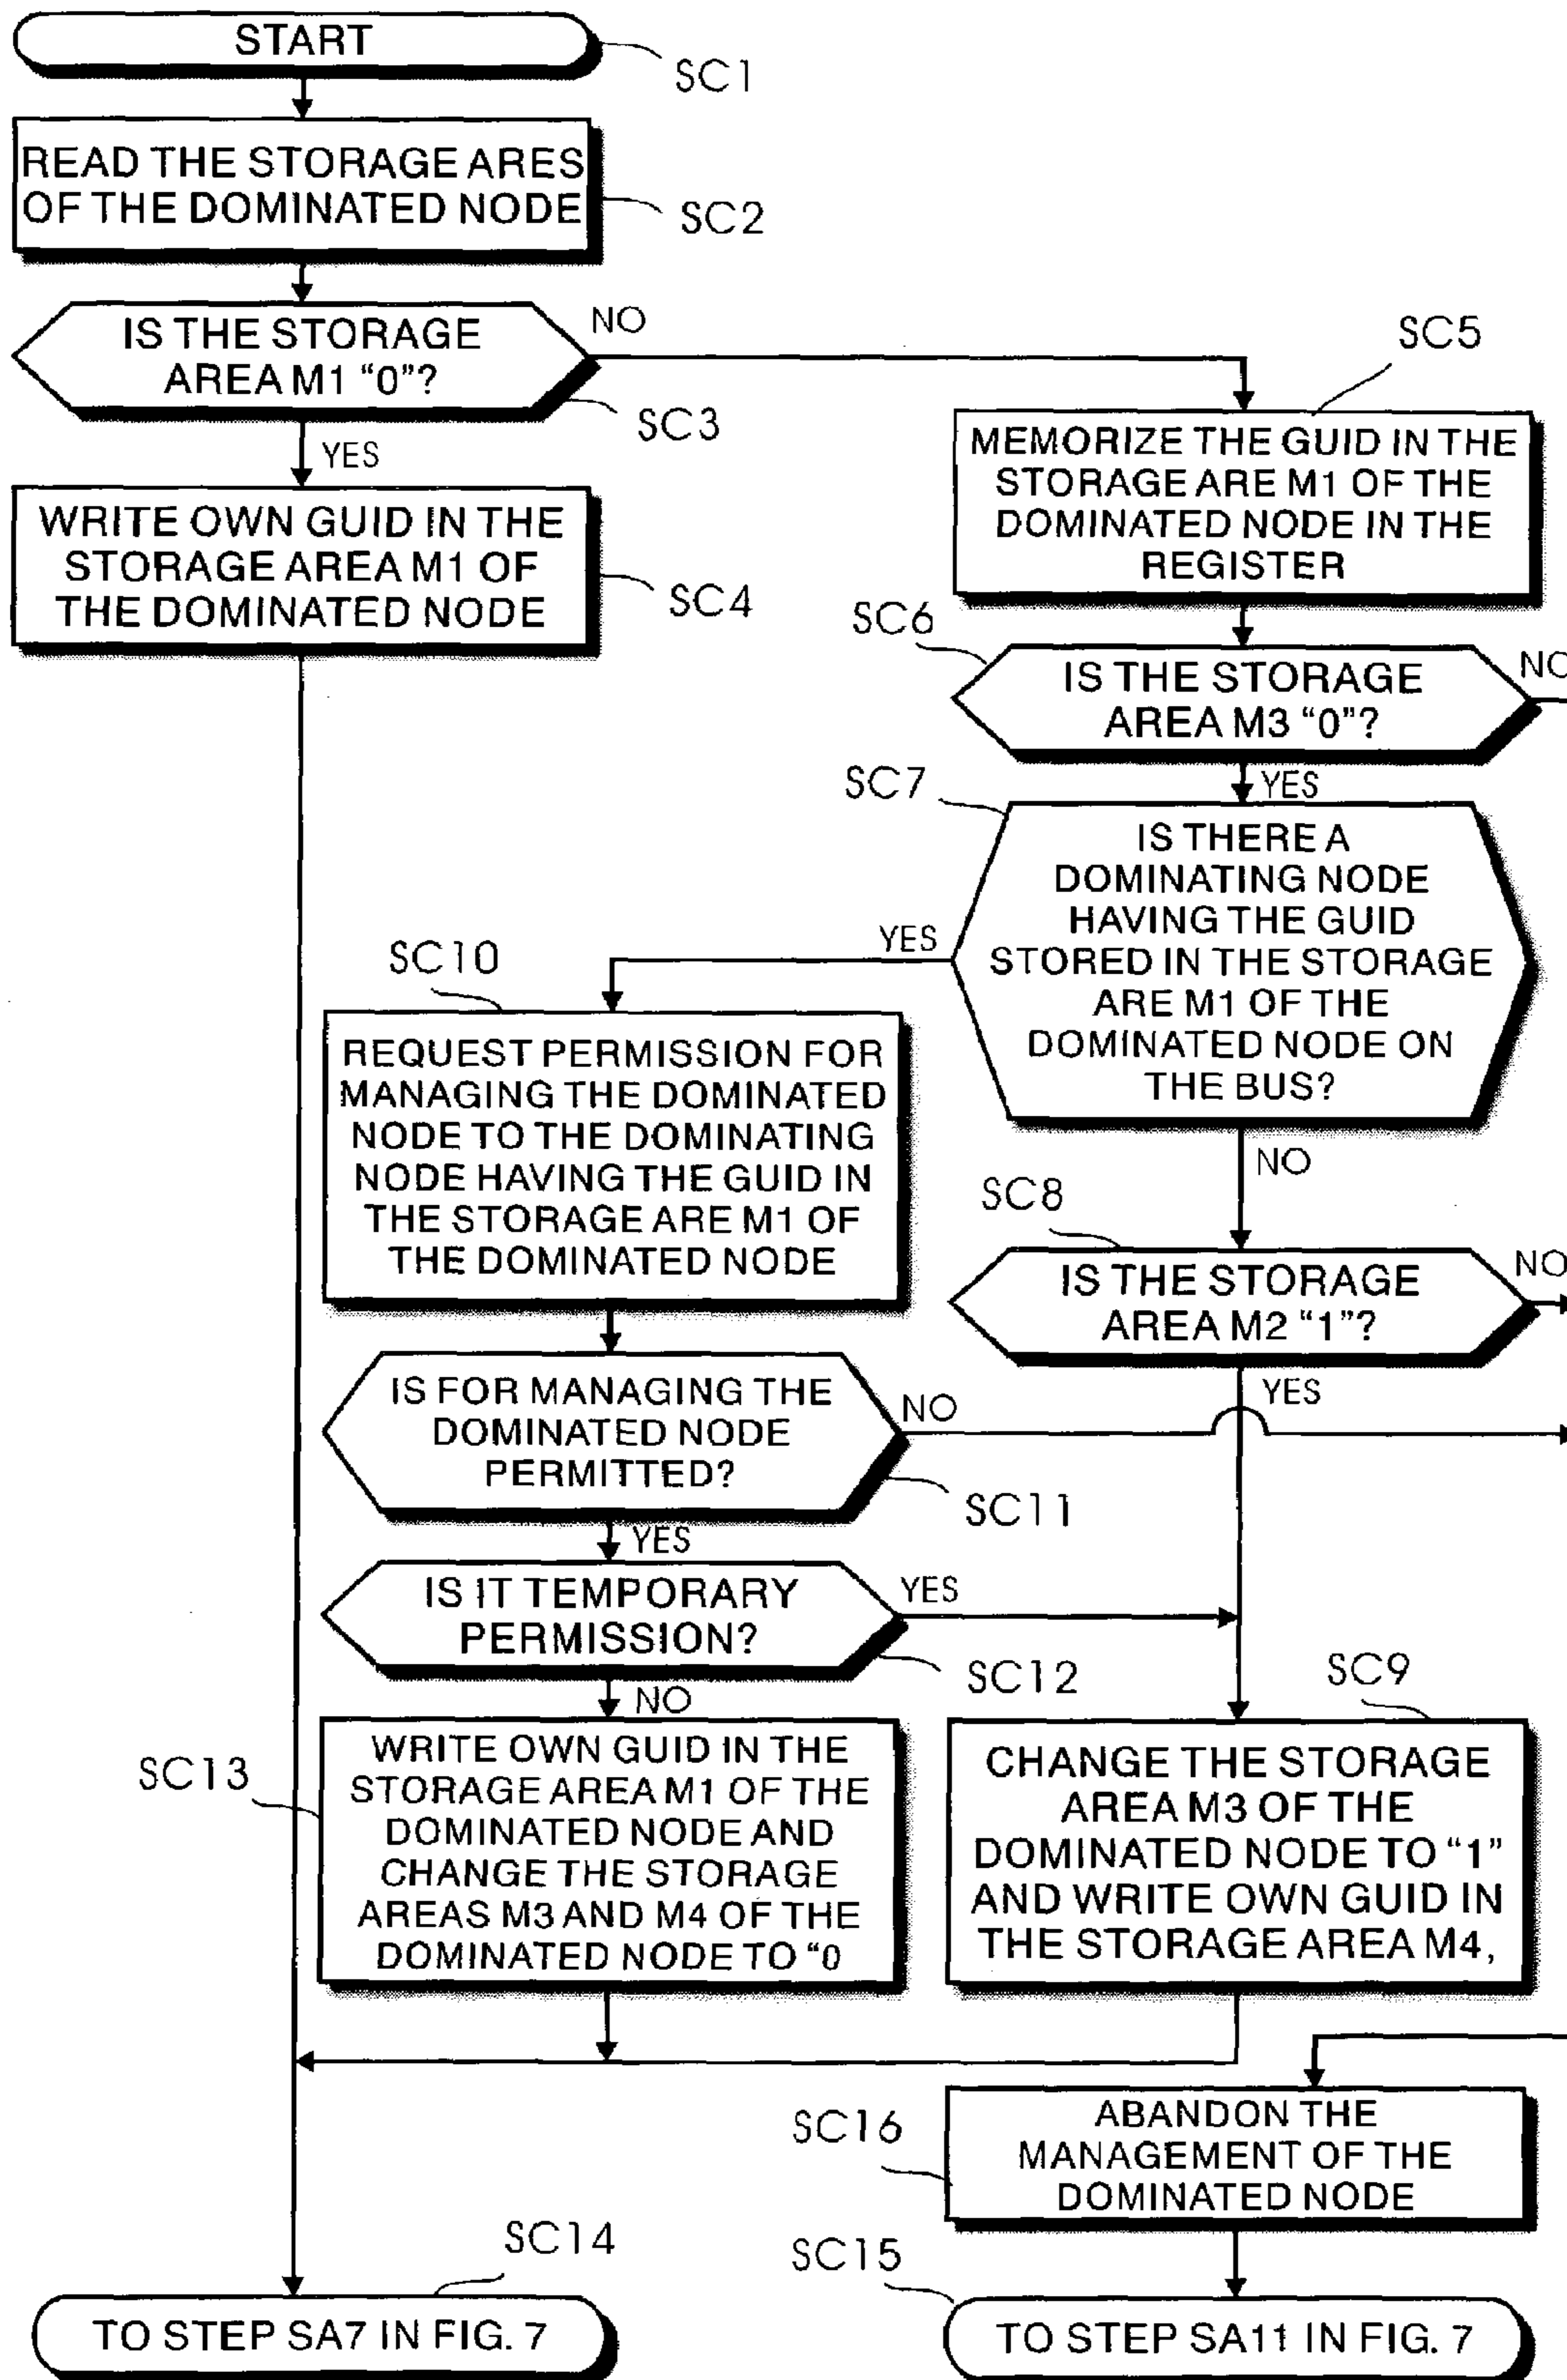 START
SC1
READ THE STORAGE ARES
OF THE DOMINATED NODE
SC2
IS THE STORAGE
AREA M1 “0”?
NO
SC3
YES
WRITE OWN GUID IN THE
STORAGE AREA M1 OF
THE DOMINATED NODE
SC4
SC5
MEMORIZE THE GUID IN THE
STORAGE ARE M1 OF THE
DOMINATED NODE IN THE
REGISTER
SC6
IS THE STORAGE
AREA M3 “0”?
NO
YES
SC7
IS THERE A
DOMINATING NODE
HAVING THE GUID
STORED IN THE STORAGE
ARE M1 OF THE
DOMINATED NODE ON
THE BUS?
YES
NO
SC10
REQUEST PERMISSION FOR
MANAGING THE DOMINATED
NODE TO THE DOMINATING
NODE HAVING THE GUID IN
THE STORAGE ARE M1 OF
THE DOMINATED NODE
SC8
IS THE STORAGE
AREA M2 “1”?
NO
YES
IS FOR MANAGING THE
DOMINATED NODE
PERMITTED?
NO
SC11
YES
IS IT TEMPORARY
PERMISSION?
YES
SC12
NO
SC13
WRITE OWN GUID IN THE
STORAGE AREA M1 OF THE
DOMINATED NODE AND
CHANGE THE STORAGE
AREAS M3 AND M4 OF THE
DOMINATED NODE TO “0
SC9
CHANGE THE STORAGE
AREA M3 OF THE
DOMINATED NODE TO “1”
AND WRITE OWN GUID IN
THE STORAGE AREA M4,
SC16
ABANDON THE
MANAGEMENT OF THE
DOMINATED NODE
SC14
TO STEP SA7 IN FIG. 7
SC15
TO STEP SA11 IN FIG. 7